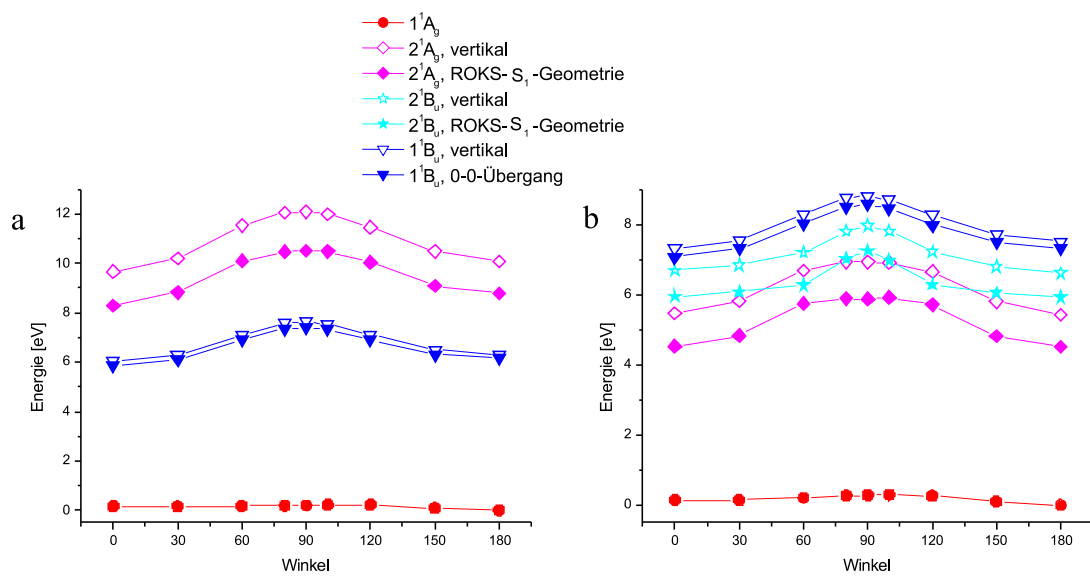 1¹Ag
2¹Ag, vertikal
2¹Ag, ROKS-S₁-Geometrie
2¹Bu, vertikal
2¹Bu, ROKS-S₁-Geometrie
1¹Bu, vertikal
1¹Bu, 0-0-Übergang
a
12
10
8
6
4
2
0
Energie [eV]
0 30 60 90 120 150 180
Winkel
b
8
6
4
2
0
Energie [eV]
0 30 60 90 120 150 180
Winkel